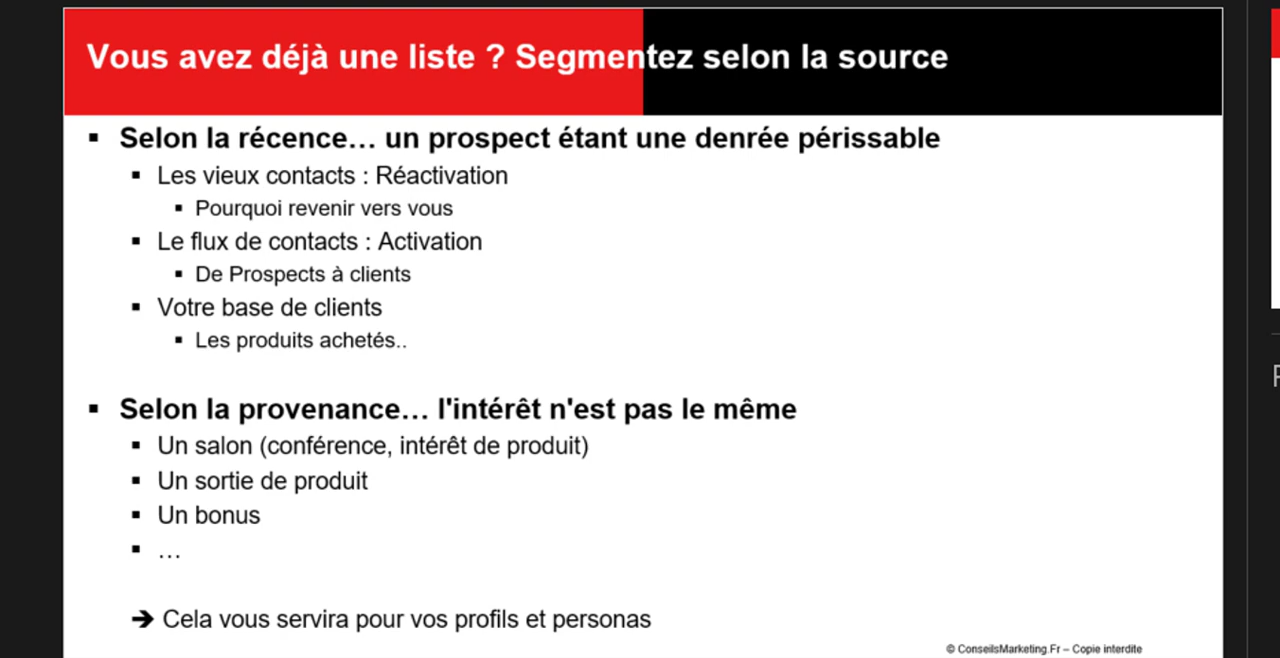 Vous avez déjà une liste ? Segmentez selon la source
▪ Selon la récence… un prospect étant une denrée périssable
▪ Les vieux contacts : Réactivation
▪ Pourquoi revenir vers vous
▪ Le flux de contacts : Activation
▪ De Prospects à clients
▪ Votre base de clients
▪ Les produits achetés..
▪ Selon la provenance… l'intérêt n'est pas le même
▪ Un salon (conférence, intérêt de produit)
▪ Un sortie de produit
▪ Un bonus
▪ …
➔ Cela vous servira pour vos profils et personas
© ConseilsMarketing.Fr – Copie interdite